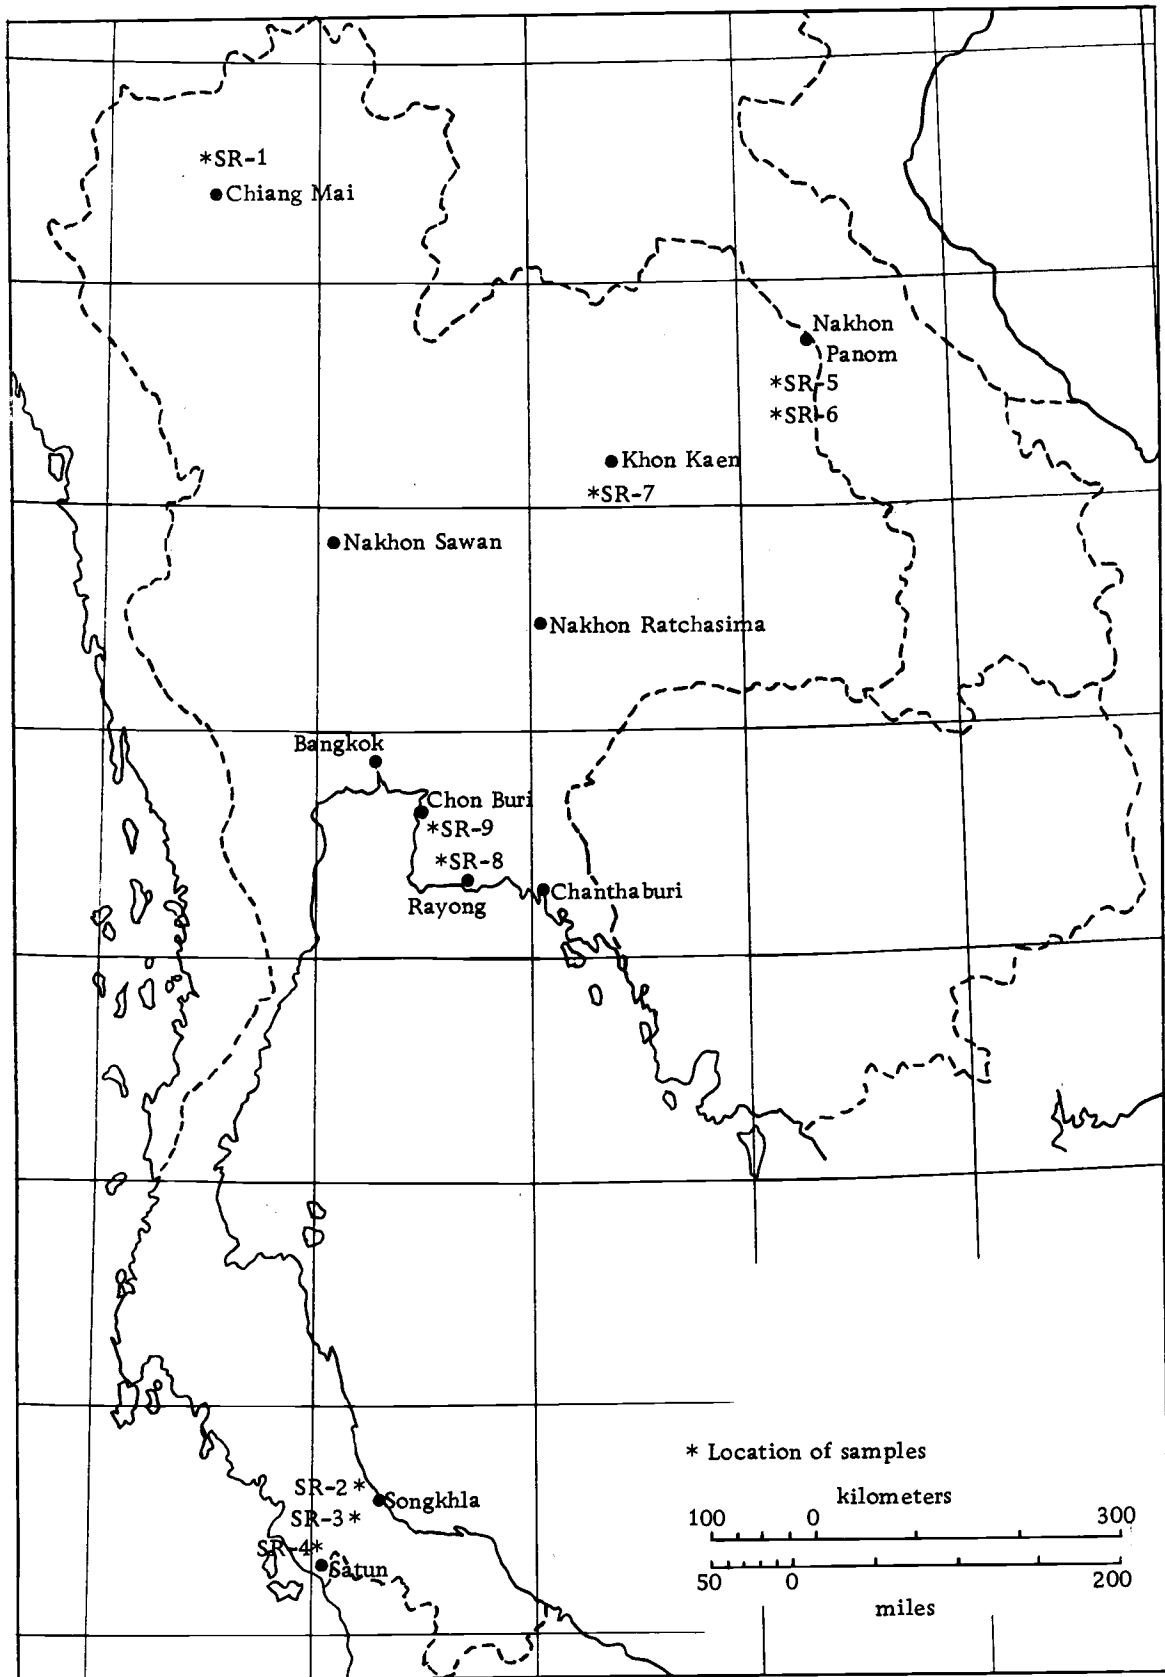 *SR-1
Chiang Mai
Nakhon
Panom
*SR-5
*SR-6
Khon Kaen
*SR-7
Nakhon Sawan
Nakhon Ratchasima
Bangkok
Chon Buri
*SR-9
*SR-8
Rayong
Chanthaburi
* Location of samples
SR-2*
Songkhla
SR-3*
SR-4*
Satun
kilometers
100 0 300
50 0 200
miles